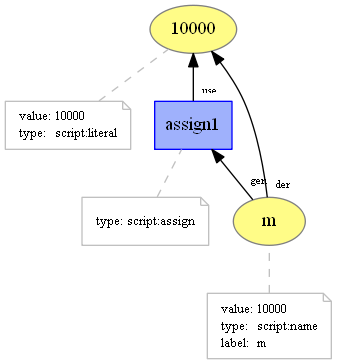 10000
use
value: 10000
type: script:literal
assign1
gen
der
type: script:assign
m
value: 10000
type: script:name
label: m